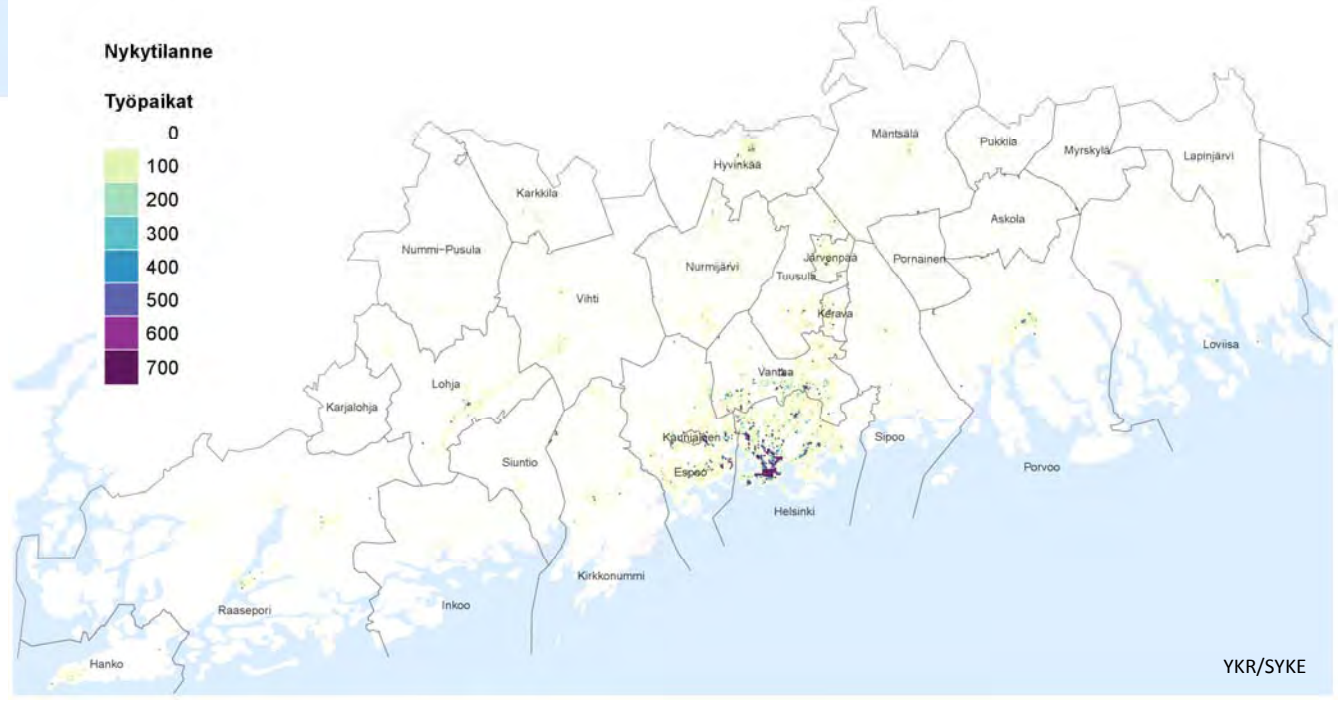 Nykytilanne
Työpaikat
0
100
200
300
400
500
600
700
Mäntsälä
Pukkila
Myrskylä
Lapinjärvi
Hyvinkää
Karkkila
Askola
Nummi-Pusula
Nurmijärvi
Järvenpää
Pornainen
Tuusula
Vihti
Kerava
Loviisa
Vantaa
Lohja
Karjalohja
Kauniainen
Sipoo
Siuntio
Espoo
Porvoo
Helsinki
Kirkkonummi
Inkoo
Raasepori
Hanko
YKR/SYKE